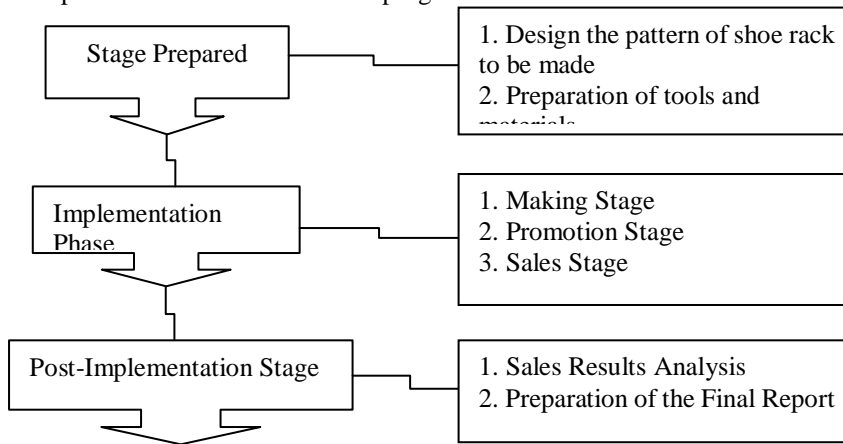 Stage Prepared
1. Design the pattern of shoe rack
to be made
2. Preparation of tools and
materials
Implementation
Phase
1. Making Stage
2. Promotion Stage
3. Sales Stage
Post-Implementation Stage
1. Sales Results Analysis
2. Preparation of the Final Report